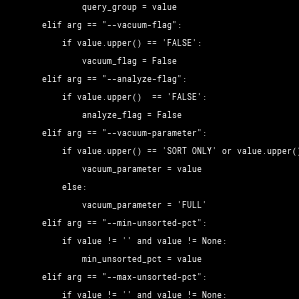 query_group = value
elif arg == "--vacuum-flag":
if value.upper() == 'FALSE':
vacuum_flag = False
elif arg == "--analyze-flag":
if value.upper()  == 'FALSE':
analyze_flag = False
elif arg == "--vacuum-parameter":
if value.upper() == 'SORT ONLY' or value.upper()
vacuum_parameter = value
else:
vacuum_parameter = 'FULL'
elif arg == "--min-unsorted-pct":
if value != '' and value != None:
min_unsorted_pct = value
elif arg == "--max-unsorted-pct":
if value != '' and value != None: